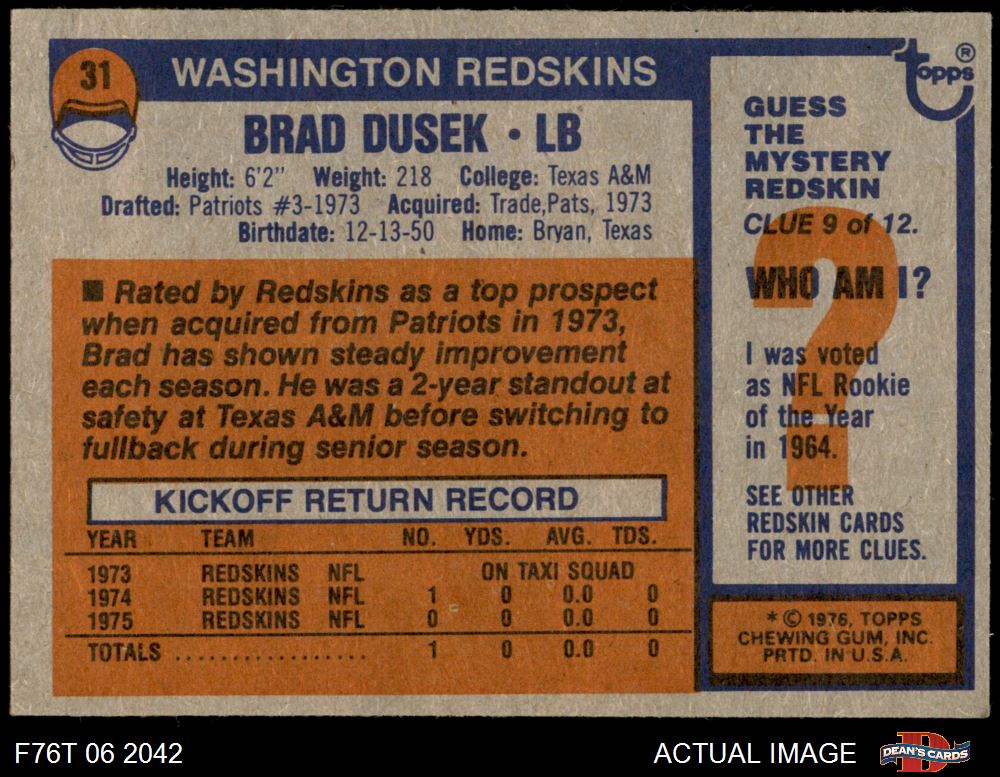 31
WASHINGTON REDSKINS
BRAD DUSEK • LB
Height: 6'2" Weight: 218 College: Texas A&M
Drafted: Patriots #3-1973 Acquired: Trade,Pats, 1973
Birthdate: 12-13-50 Home: Bryan, Texas
■ Rated by Redskins as a top prospect
when acquired from Patriots in 1973,
Brad has shown steady improvement
each season. He was a 2-year standout at
safety at Texas A&M before switching to
fullback during senior season.
KICKOFF RETURN RECORD
YEAR TEAM NO. YDS. AVG. TDS.
1973 REDSKINS NFL ON TAXI SQUAD
1974 REDSKINS NFL 1 0 0.0 0
1975 REDSKINS NFL 0 0 0.0 0
TOTALS .................. 1 0 0.0 0
topps®
GUESS
THE
MYSTERY
REDSKIN
CLUE 9 of 12.
?
WHO AM I?
I was voted
as NFL Rookie
of the Year
in 1964.
SEE OTHER
REDSKIN CARDS
FOR MORE CLUES.
* © 1976, TOPPS
CHEWING GUM, INC.
PRTD. IN U.S.A.
F76T 06 2042
ACTUAL IMAGE
D
DEAN'S CARDS